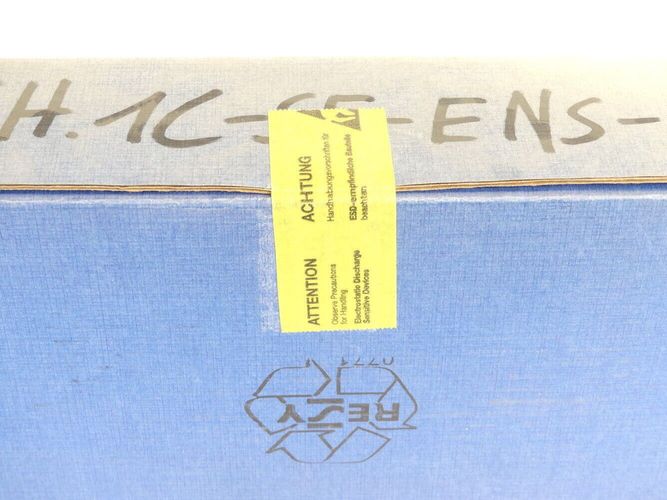 H.1C-SE-ENS-
ACHTUNG
Handhabungsvorschriften für
ESD-empfindliche Bauteile
beachten
ATTENTION
Observe Precautions
for Handling
Electrostatic Discharge
Sensitive Devices
RESY